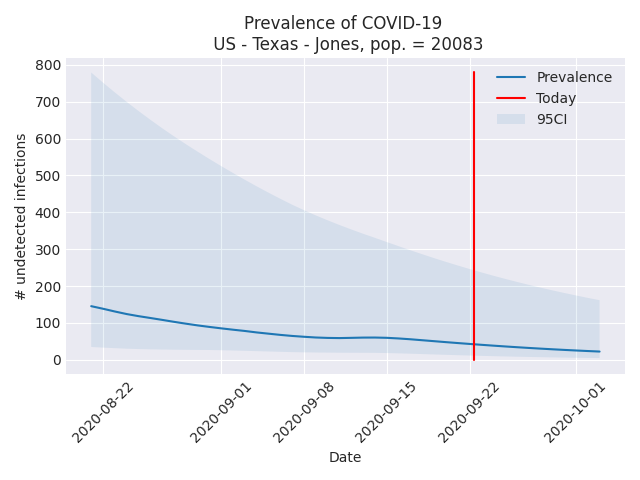 Prevalence of COVID-19
US - Texas - Jones, pop. = 20083
800
700
600
500
400
300
200
100
0
# undetected infections
Prevalence
Today
95CI
2020-08-22
2020-09-01
2020-09-08
2020-09-15
2020-09-22
2020-10-01
Date